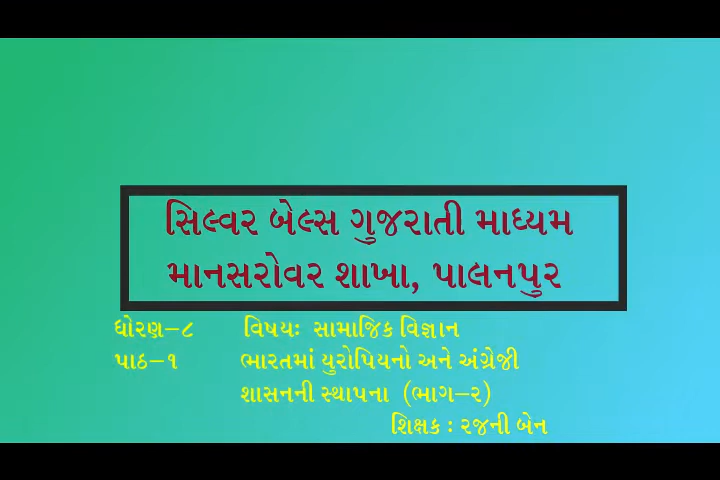 સિલ્વર બેલ્સ ગુજરાતી માધ્યમ
માનસરોવર શાખા, પાલનપુર
ધોરણ–૮ વિષયઃ સામાજિક વિજ્ઞાન
પાઠ–૧ ભારતમાં યુરોપિયનો અને અંગ્રેજી
શાસનની સ્થાપના (ભાગ–૨)
શિક્ષક : રજની બેન